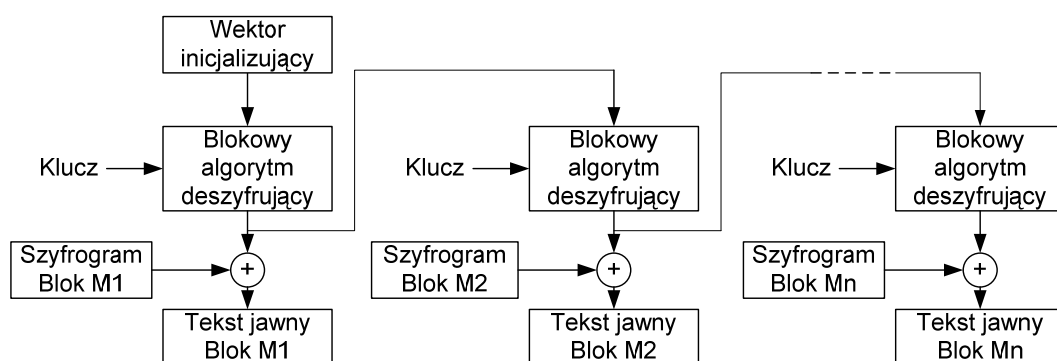 Wektor
inicjalizujący
Klucz
Blokowy
algorytm
deszyfrujący
Klucz
Blokowy
algorytm
deszyfrujący
Klucz
Blokowy
algorytm
deszyfrujący
Szyfrogram
Blok M1
+
Szyfrogram
Blok M2
+
Szyfrogram
Blok Mn
+
Tekst jawny
Blok M1
Tekst jawny
Blok M2
Tekst jawny
Blok Mn